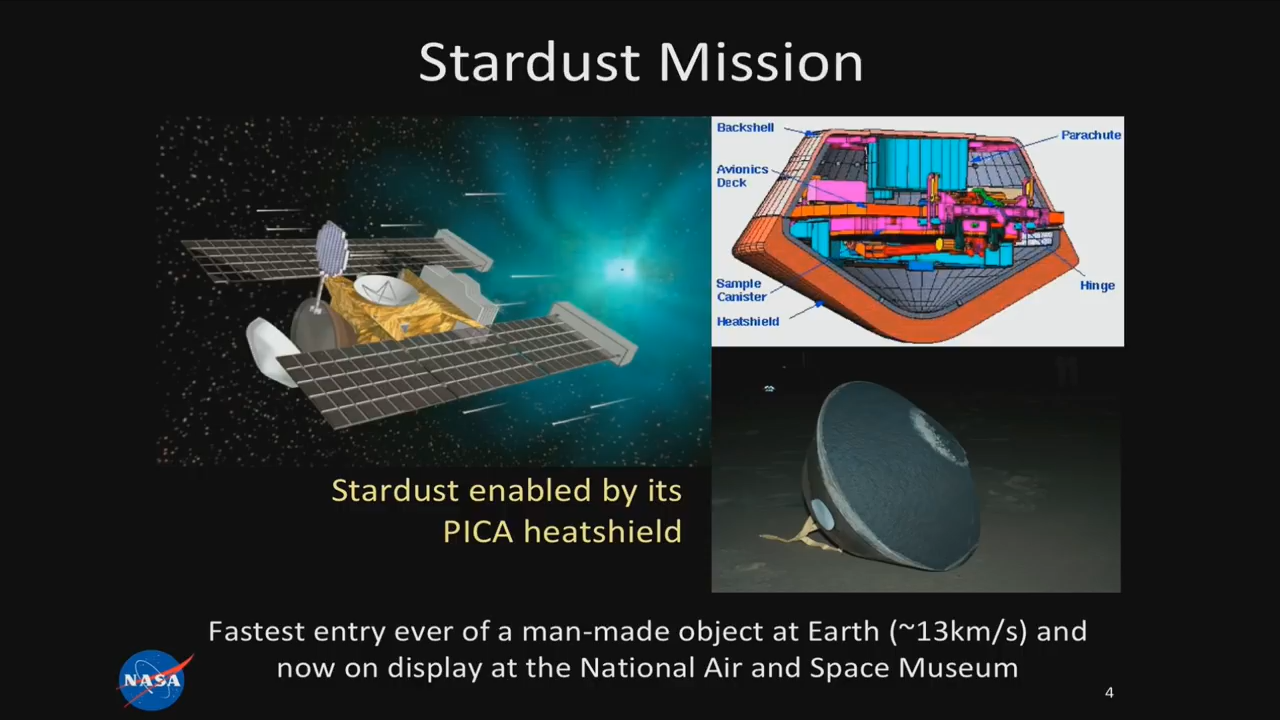 Stardust Mission
Backshell
Parachute
Avionics
Deck
Sample
Canister
Hinge
Heatshield
Stardust enabled by its
PICA heatshield
Fastest entry ever of a man-made object at Earth (~13km/s) and
now on display at the National Air and Space Museum
NASA
4